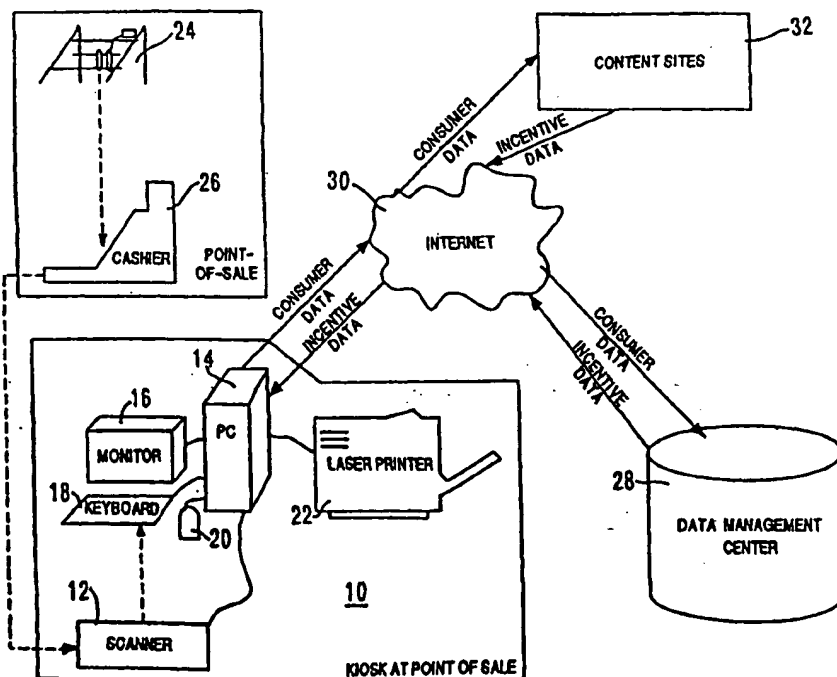 24
26
CASHIER
POINT-
OF-SALE
32
CONTENT SITES
CONSUMER
DATA
INCENTIVE
DATA
30
INTERNET
CONSUMER
DATA
INCENTIVE
DATA
CONSUMER
DATA
INCENTIVE
DATA
14
PC
16
MONITOR
18
KEYBOARD
20
LASER PRINTER
22
12
SCANNER
10
KIOSK AT POINT OF SALE
28
DATA MANAGEMENT
CENTER